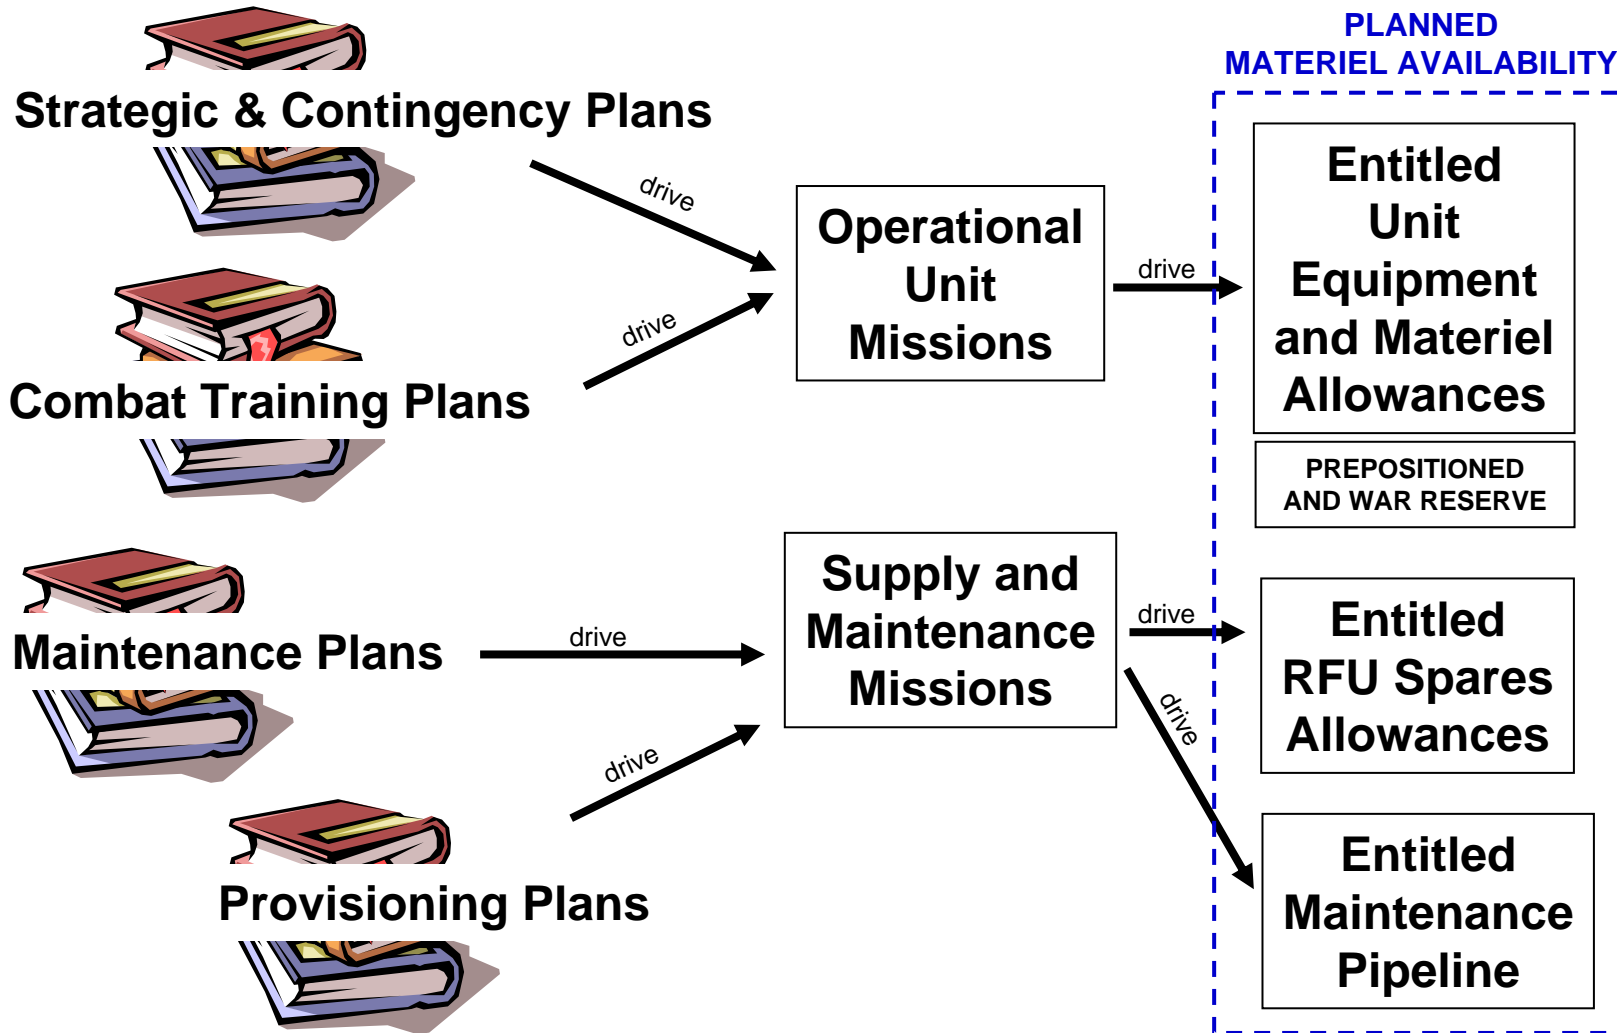 PLANNED
MATERIEL AVAILABILITY
Strategic & Contingency Plans
drive
Combat Training Plans
drive
Operational
Unit
Missions
drive
Entitled
Unit
Equipment
and Materiel
Allowances
PREPOSITIONED
AND WAR RESERVE
Maintenance Plans
drive
Provisioning Plans
drive
Supply and
Maintenance
Missions
drive
Entitled
RFU Spares
Allowances
drive
Entitled
Maintenance
Pipeline